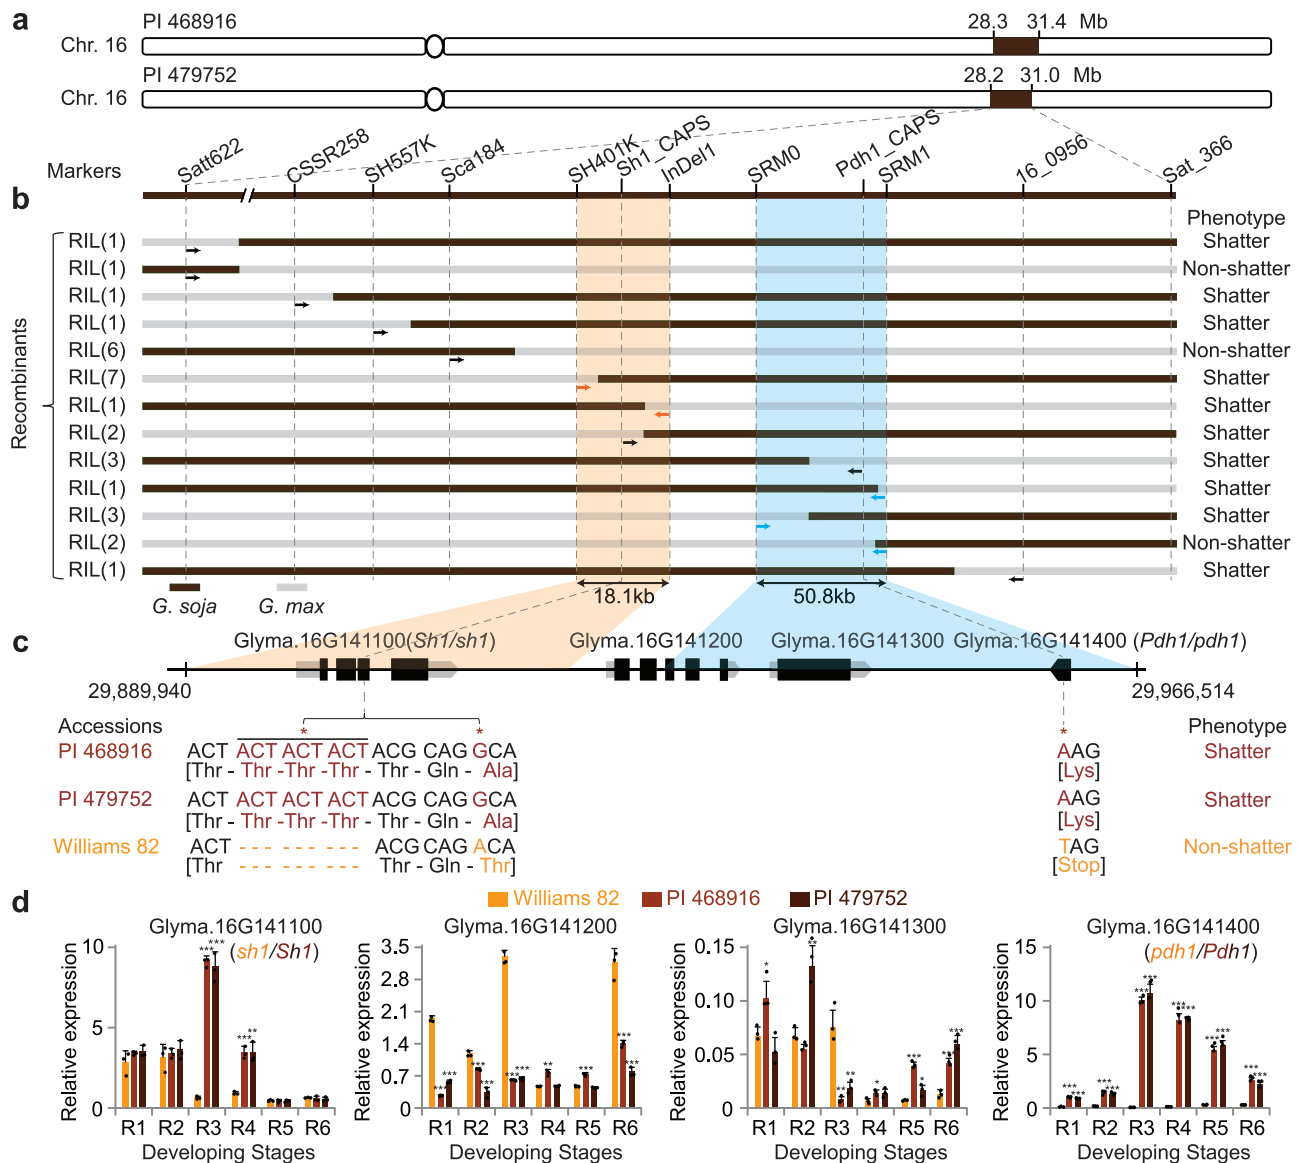 a
PI 468916
28.3 31.4 Mb
Chr. 16
PI 479752
28.2 31.0 Mb
Chr. 16
Markers
Satt622
CSSR258
SH557K
Sca184
SH401K
Sh1_CAPS
InDel1
SRM0
Pdh1_CAPS
SRM1
16_0956
Sat_366
b
Phenotype
Recombinants
RIL(1) Shatter
RIL(1) Non-shatter
RIL(1) Shatter
RIL(1) Shatter
RIL(6) Non-shatter
RIL(7) Shatter
RIL(1) Shatter
RIL(2) Shatter
RIL(3) Shatter
RIL(1) Shatter
RIL(3) Shatter
RIL(2) Non-shatter
RIL(1) Shatter
G. soja G. max
18.1kb 50.8kb
c
Glyma.16G141100(Sh1/sh1) Glyma.16G141200 Glyma.16G141300 Glyma.16G141400 (Pdh1/pdh1)
29,889,940 29,966,514
Accessions * * * Phenotype
PI 468916 ACT ACT ACT ACT ACG CAG GCA AAG Shatter
[Thr - Thr -Thr - Thr - Thr - Gln - Ala] [Lys]
PI 479752 ACT ACT ACT ACT ACG CAG GCA AAG Shatter
[Thr - Thr - Thr - Thr - Thr - Gln - Ala] [Lys]
Williams 82 ACT - - - - - - - - - ACG CAG ACA TAG Non-shatter
[Thr - - - - - - - - - Thr - Gln - Thr] [Stop]
d
Williams 82 PI 468916 PI 479752
Glyma.16G141100
(sh1/Sh1)
Relative expression
10
5
0
*** *** *** **
R1 R2 R3 R4 R5 R6
Developing Stages
Glyma.16G141200
Relative expression
3.5
2.8
2.1
1.4
0.7
0
*** *** *** *** *** *** ** *** *** ***
R1 R2 R3 R4 R5 R6
Developing Stages
Glyma.16G141300
Relative expression
0.15
0.10
0.05
0
* ** ** ** * *** * *** ***
R1 R2 R3 R4 R5 R6
Developing Stages
Glyma.16G141400
(pdh1/Pdh1)
Relative expression
15
10
5
0
*** *** *** *** *** *** *** *** *** *** *** ***
R1 R2 R3 R4 R5 R6
Developing Stages